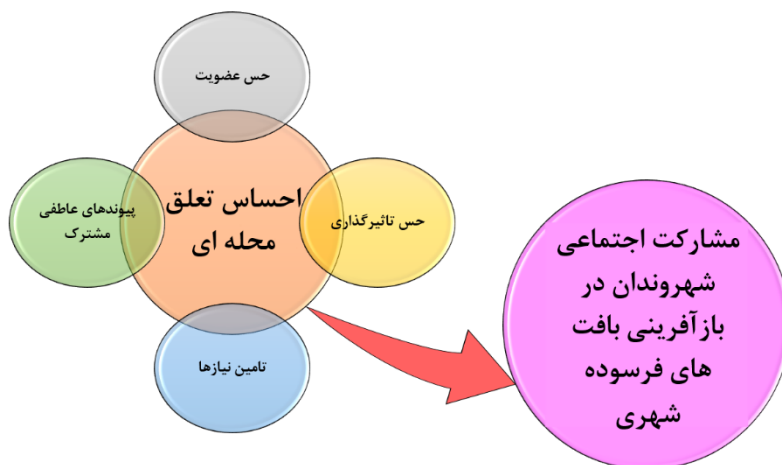 حس عضویت
احساس تعلق
محله ای
پیوندهای عاطفی
مشترک
حس تاثیرگذاری
تامین نیازها
مشارکت اجتماعی
شهروندان در
بازآفرینی بافت
های فرسوده
شهری